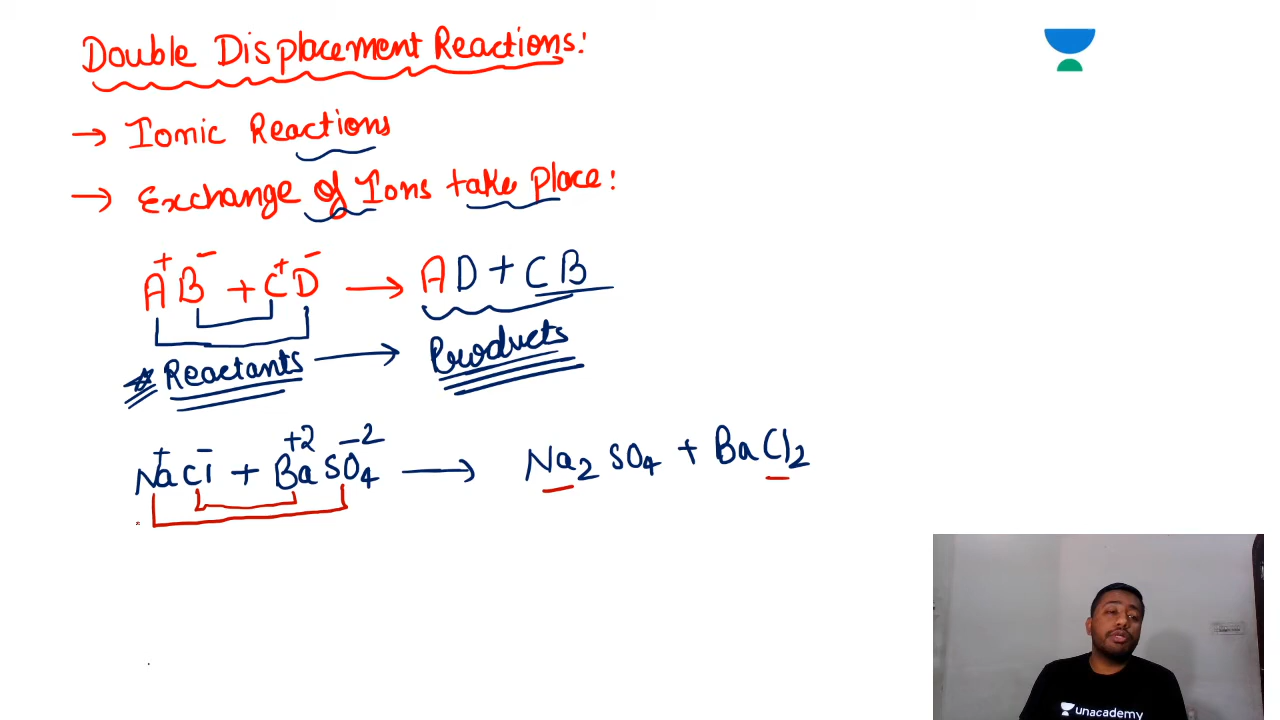 Double Displacement Reactions:
→ Ionic Reactions
→ Exchange of Ions take place:
A⁺B⁻ + C⁺D⁻ → AD + CB
Reactants → Products
Na⁺Cl⁻ + Ba⁺²SO₄⁻² → Na₂SO₄ + BaCl₂
unacademy